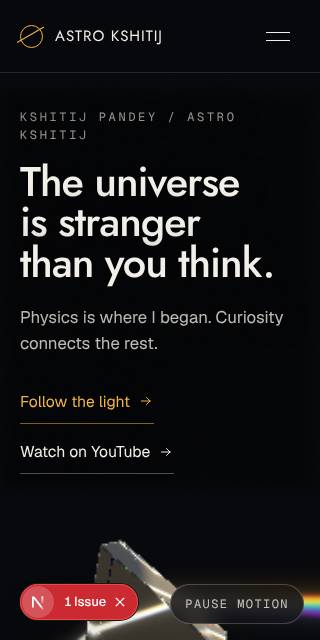 ASTRO KSHITIJ
KSHITIJ PANDEY / ASTRO
KSHITIJ
The universe
is stranger
than you think.
Physics is where I began. Curiosity
connects the rest.
Follow the light →
Watch on YouTube →
N 1 Issue ×
PAUSE MOTION